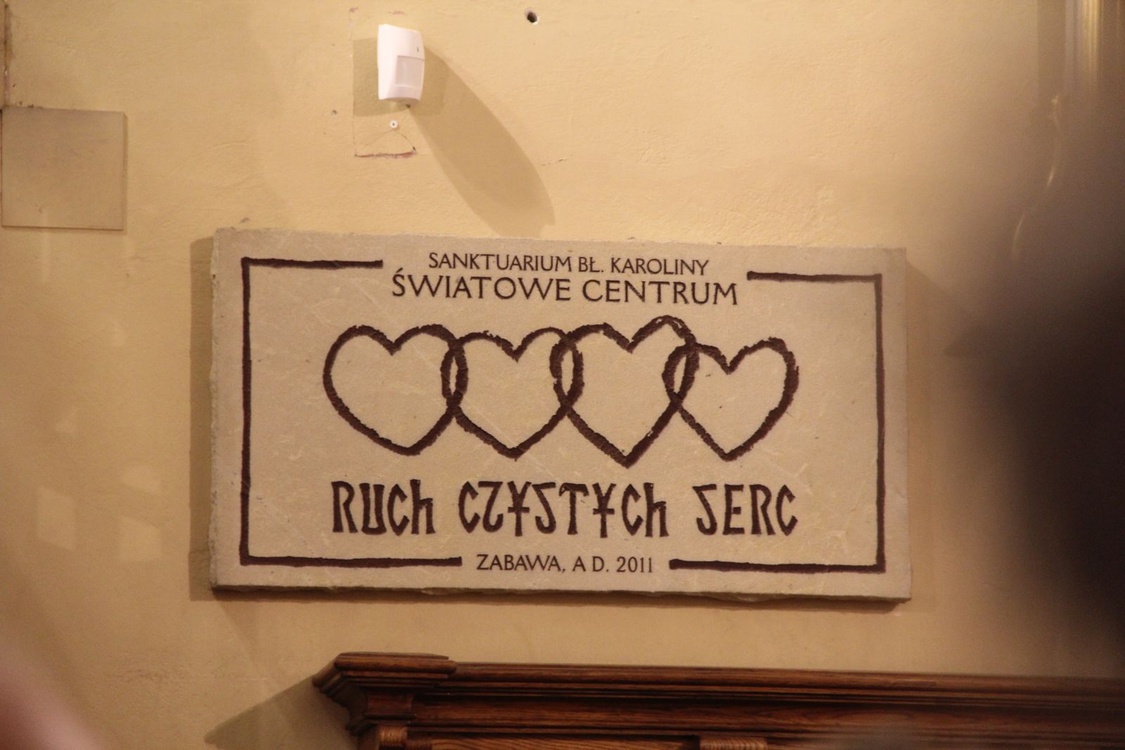 SANKTUARIUM BŁ. KAROLINY
ŚWIATOWE CENTRUM
RUCH CZYSTYCH SERC
ZABAWA, A D. 2011